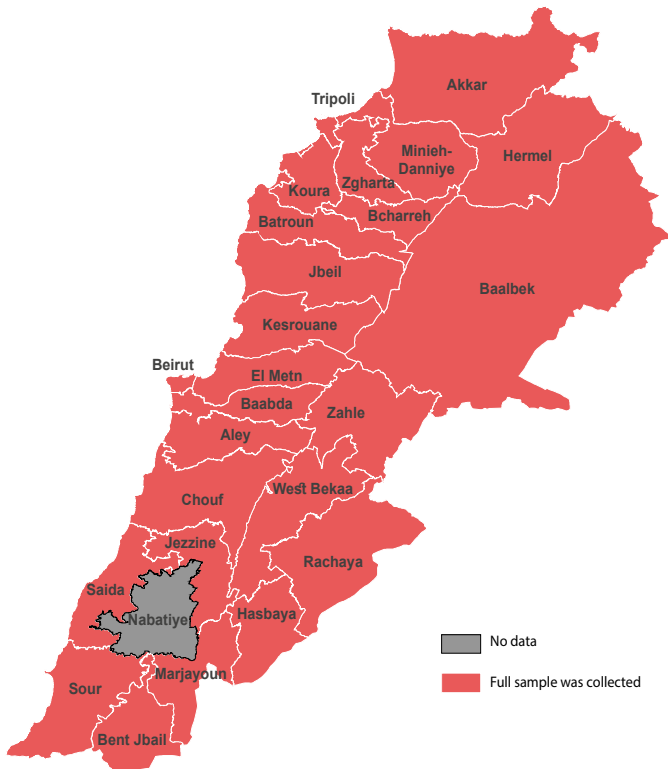 Akkar
Tripoli
Minieh-
Danniye
Hermel
Zgharta
Koura
Bcharreh
Batroun
Jbeil
Baalbek
Kesrouane
Beirut
El Metn
Baabda
Zahle
Aley
West Bekaa
Chouf
Jezzine
Rachaya
Saida
Hasbaya
Nabatiye
No data
Marjayoun
Full sample was collected
Sour
Bent Jbail